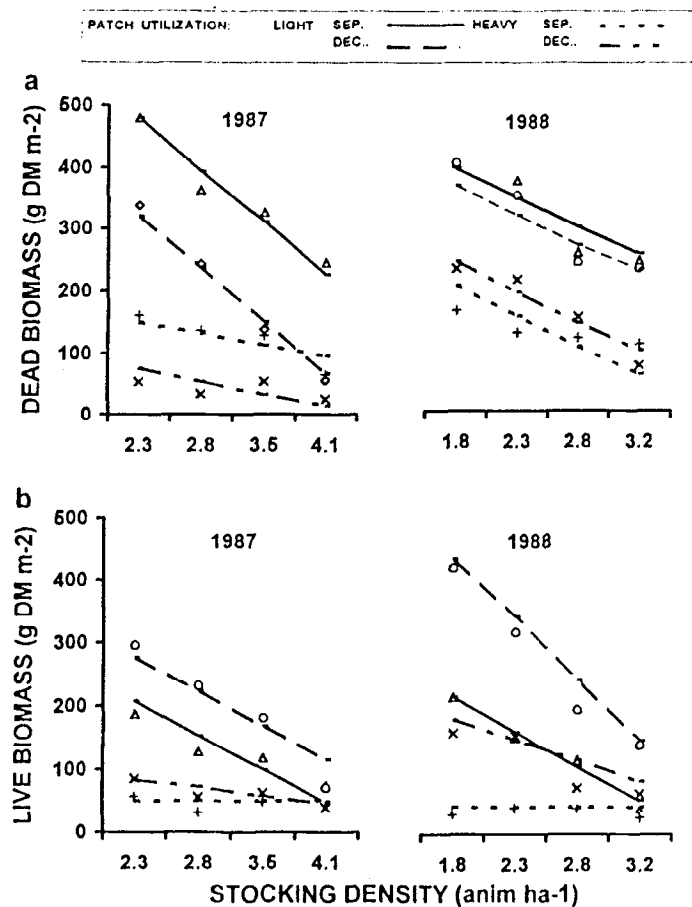 PATCH UTILIZATION: LIGHT SEP. HEAVY SEP.
DEC.. DEC..
a
500
400
300
200
100
0
DEAD BIOMASS (g DM m-2)
1987
1988
2.3 2.8 3.5 4.1
1.8 2.3 2.8 3.2
b
500
400
300
200
100
0
LIVE BIOMASS (g DM m-2)
1987
1988
2.3 2.8 3.5 4.1
1.8 2.3 2.8 3.2
STOCKING DENSITY (anim ha-1)